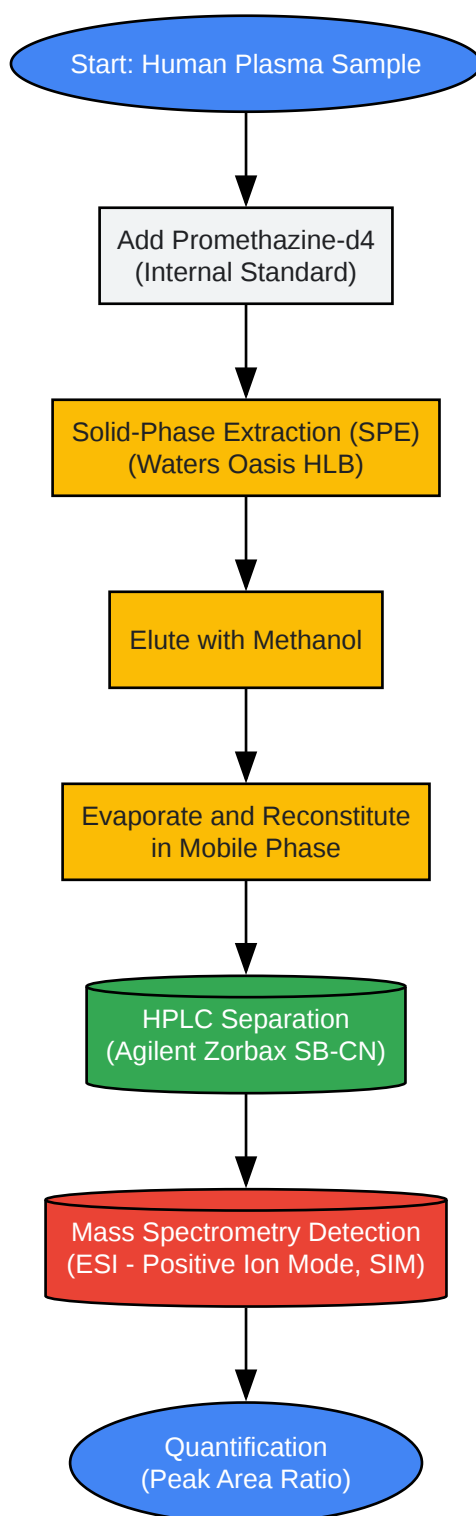 Start: Human Plasma Sample
Add Promethazine-d4
(Internal Standard)
Solid-Phase Extraction (SPE)
(Waters Oasis HLB)
Elute with Methanol
Evaporate and Reconstitute
in Mobile Phase
HPLC Separation
(Agilent Zorbax SB-CN)
Mass Spectrometry Detection
(ESI - Positive Ion Mode, SIM)
Quantification
(Peak Area Ratio)